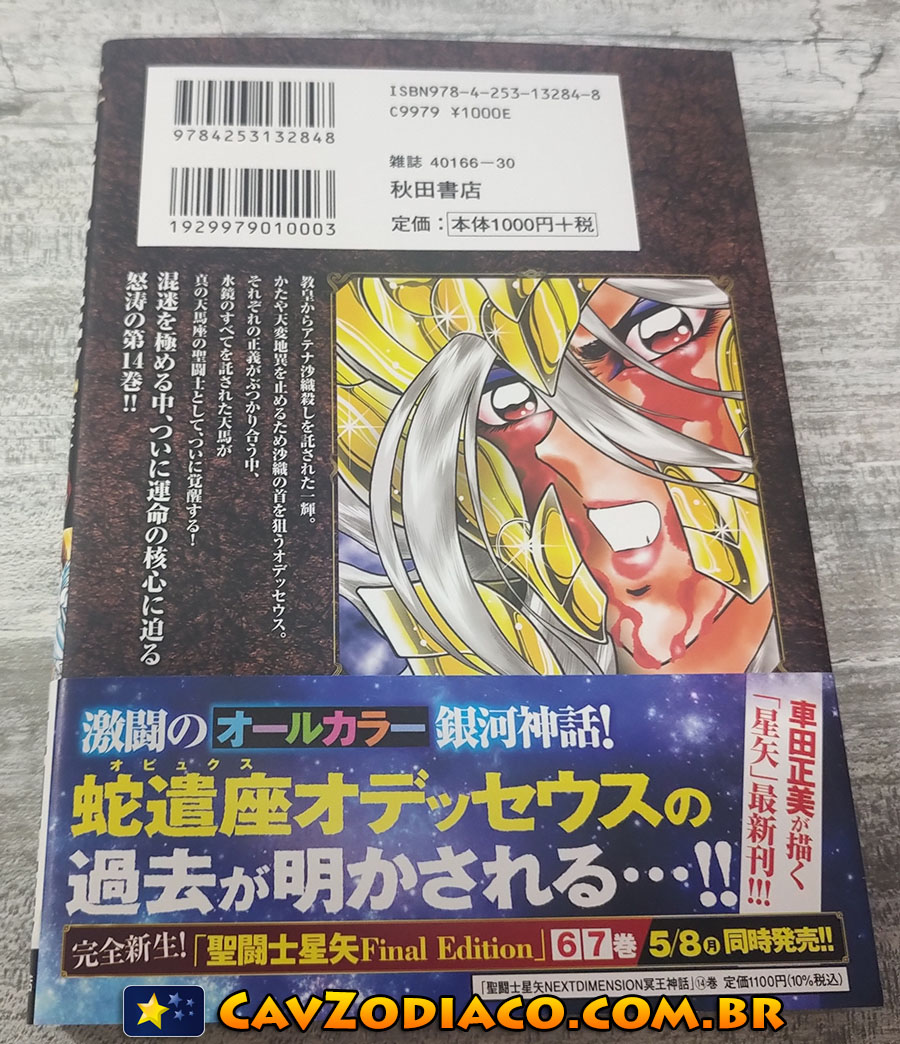 ISBN978-4-253-13284-8
C9979 ¥1000E
9784253132848
雑誌 40166-30
秋田書店
定価：本体1000円+税
1929979010003
教皇からアテナ沙織殺しを託された一輝。
かたや天変地異を止めるため沙織の首を狙うオデッセウス。
それぞれの正義がぶつかり合う中、
水鏡のすべてを託された天馬が
真の天馬座の聖闘士として、ついに覚醒する！
混迷を極める中、ついに運命の核心に迫る
怒涛の第14巻!!
車田正美が描く
「星矢」最新刊!!!
激闘のオールカラー銀河神話！
オピュクス
蛇遣座オデッセウスの
過去が明かされる…!!
完全新生！「聖闘士星矢Final Edition」6 7巻 5/8月同時発売!!
「聖闘士星矢NEXTDIMENSION冥王神話」⑭巻 定価1100円(10%税込)
CAVZODIACO.COM.BR